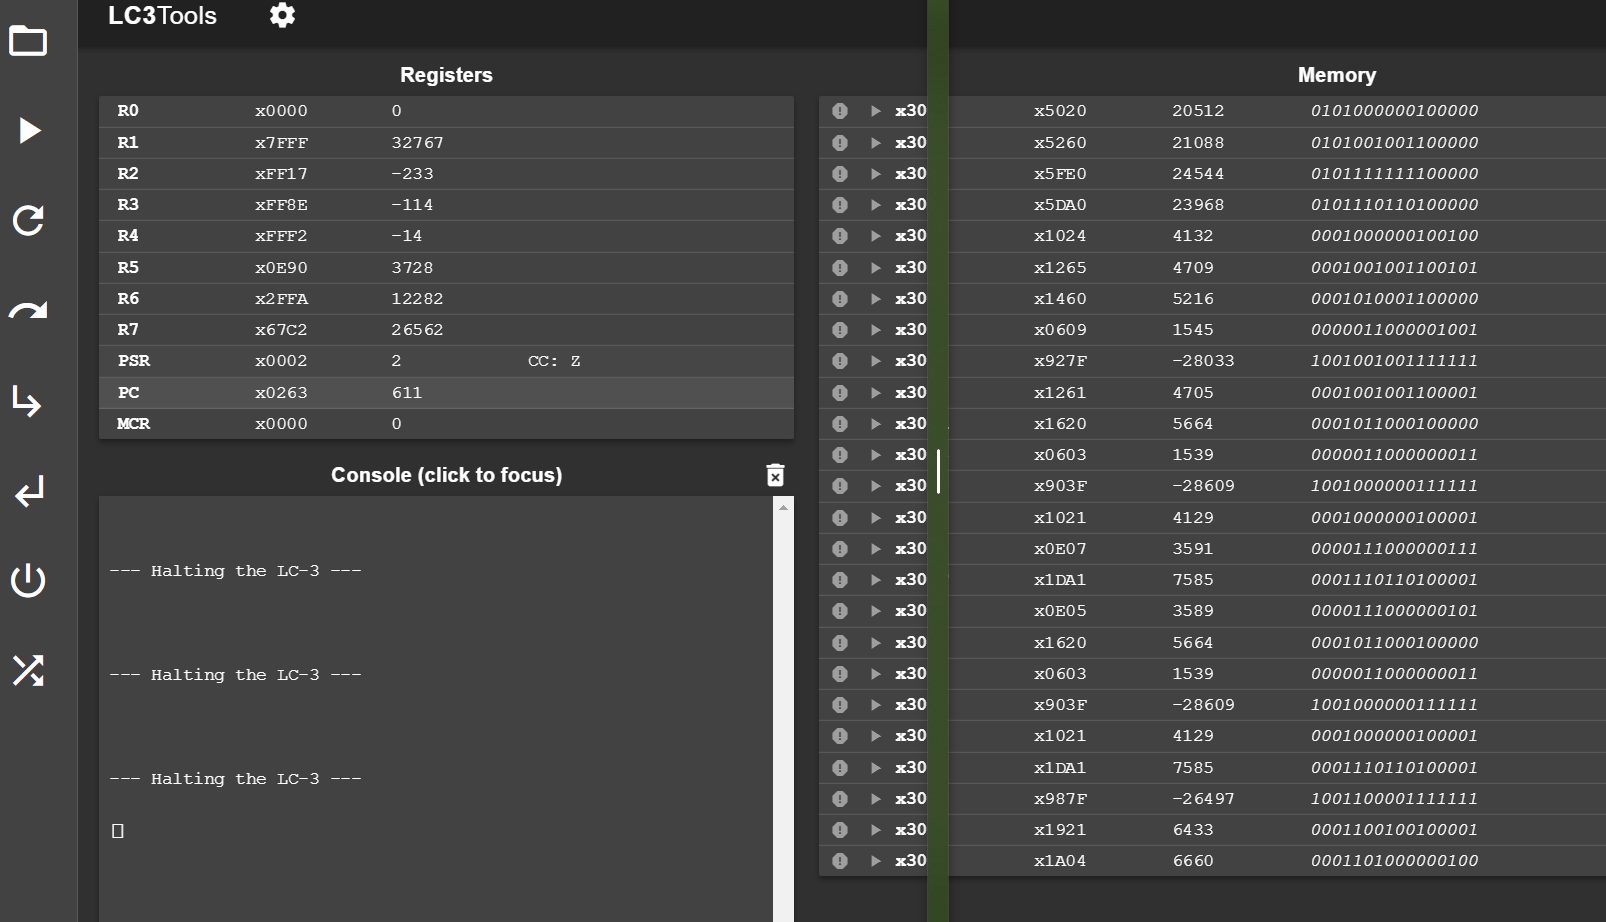 LC3Tools
Registers
R0 x0000 0
R1 x7FFF 32767
R2 xFF17 -233
R3 xFF8E -114
R4 xFFF2 -14
R5 x0E90 3728
R6 x2FFA 12282
R7 x67C2 26562
PSR x0002 2 CC: Z
PC x0263 611
MCR x0000 0
Console (click to focus)
--- Halting the LC-3 ---
--- Halting the LC-3 ---
--- Halting the LC-3 ---
Memory
x30 x5020 20512 0101000000100000
x30 x5260 21088 0101001001100000
x30 x5FE0 24544 0101111111100000
x30 x5DA0 23968 0101110110100000
x30 x1024 4132 0001000000100100
x30 x1265 4709 0001001001100101
x30 x1460 5216 0001010001100000
x30 x0609 1545 0000011000001001
x30 x927F -28033 1001001001111111
x30 x1261 4705 0001001001100001
x30 x1620 5664 0001011000100000
x30 x0603 1539 0000011000000011
x30 x903F -28609 1001000000111111
x30 x1021 4129 0001000000100001
x30 x0E07 3591 0000111000000111
x30 x1DA1 7585 0001110110100001
x30 x0E05 3589 0000111000000101
x30 x1620 5664 0001011000100000
x30 x0603 1539 0000011000000011
x30 x903F -28609 1001000000111111
x30 x1021 4129 0001000000100001
x30 x1DA1 7585 0001110110100001
x30 x987F -26497 1001100001111111
x30 x1921 6433 0001100100100001
x30 x1A04 6660 0001101000000100